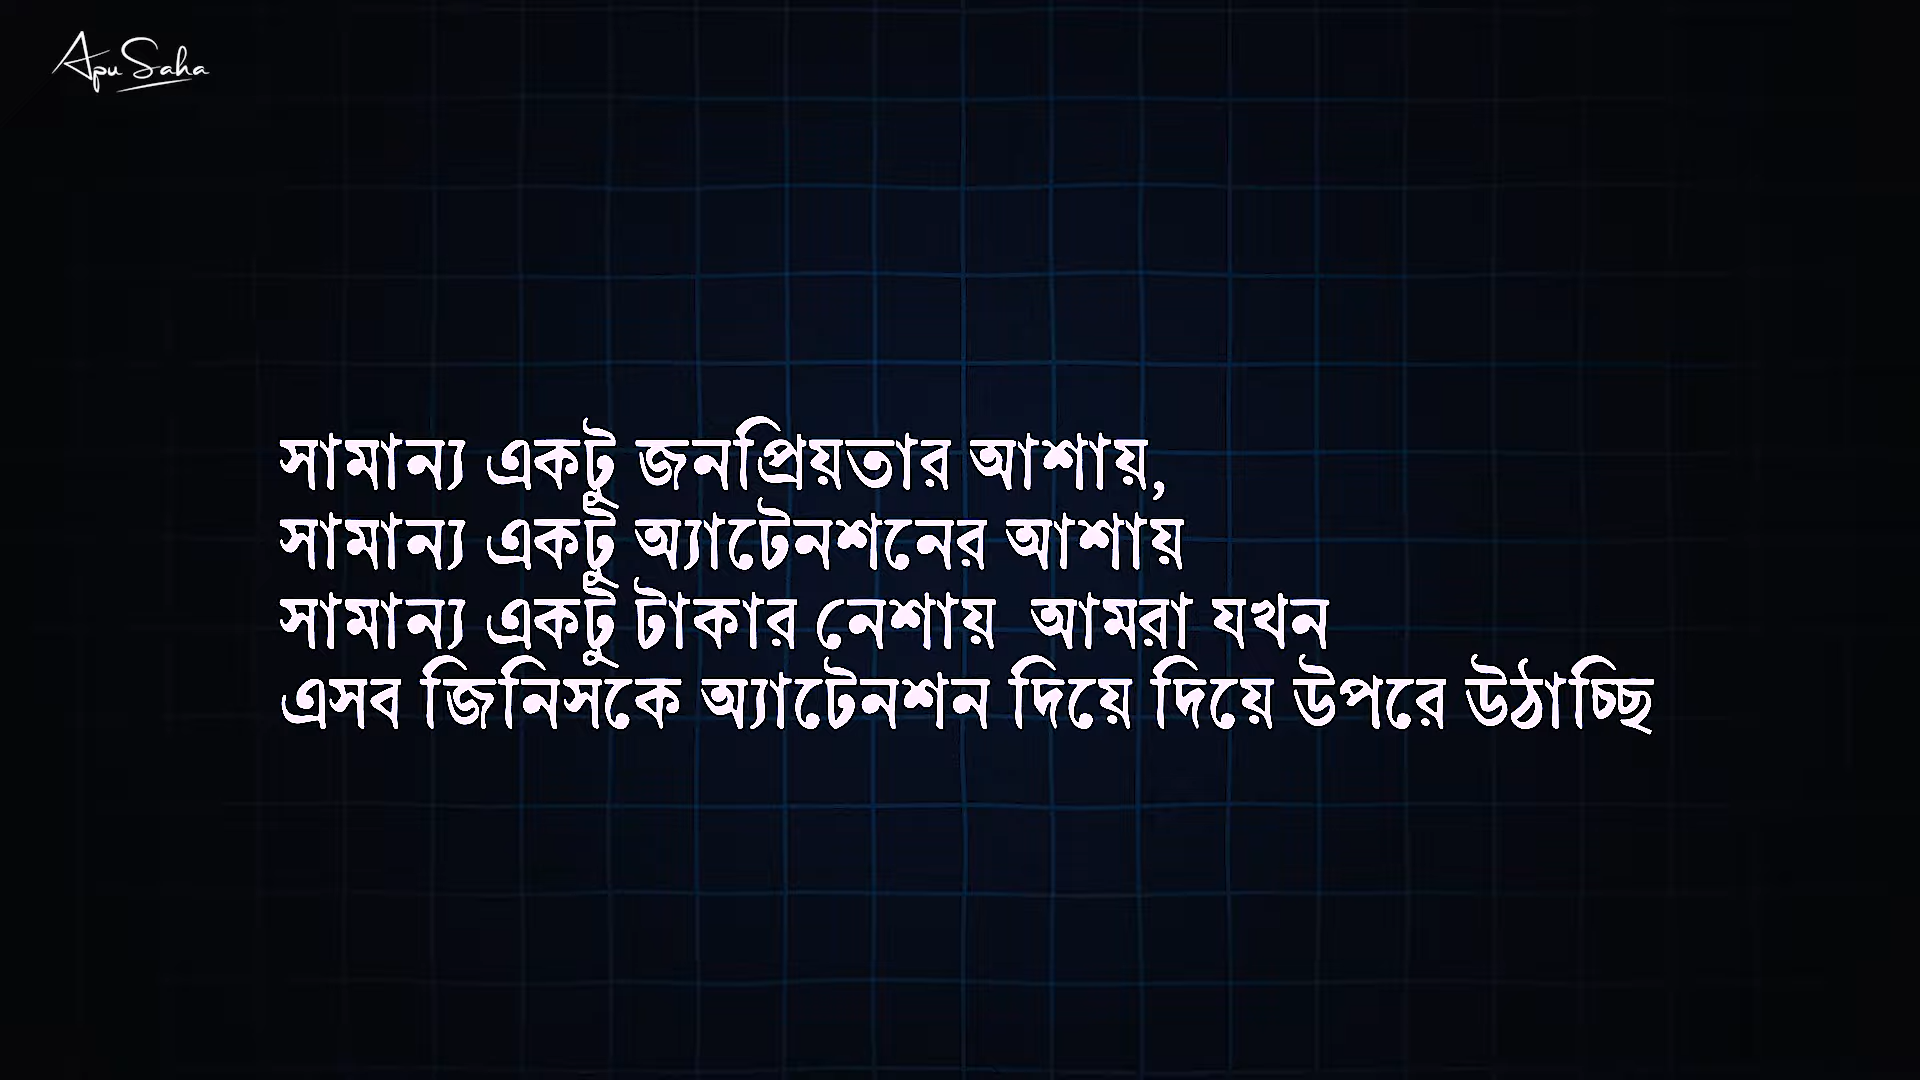 Apu Saha
সামান্য একটু জনপ্রিয়তার আশায়,
সামান্য একটু অ্যাটেনশনের আশায়
সামান্য একটু টাকার নেশায়  আমরা যখন
এসব জিনিসকে অ্যাটেনশন দিয়ে দিয়ে উপরে উঠাচ্ছি